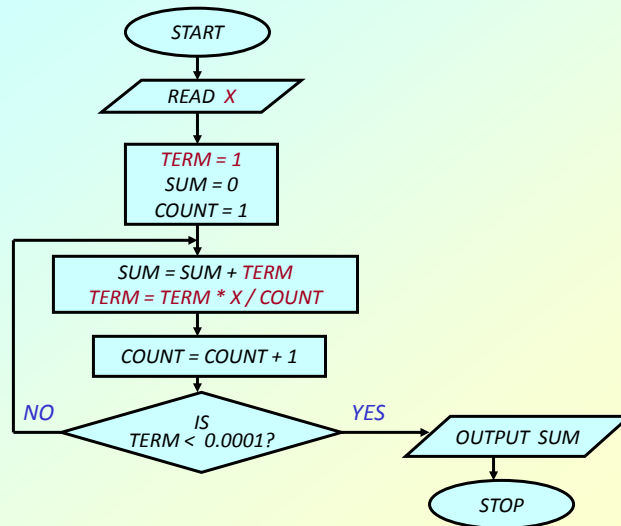 START
READ X
TERM = 1
SUM = 0
COUNT = 1
SUM = SUM + TERM
TERM = TERM * X / COUNT
COUNT = COUNT + 1
NO
IS
TERM < 0.0001?
YES
OUTPUT SUM
STOP